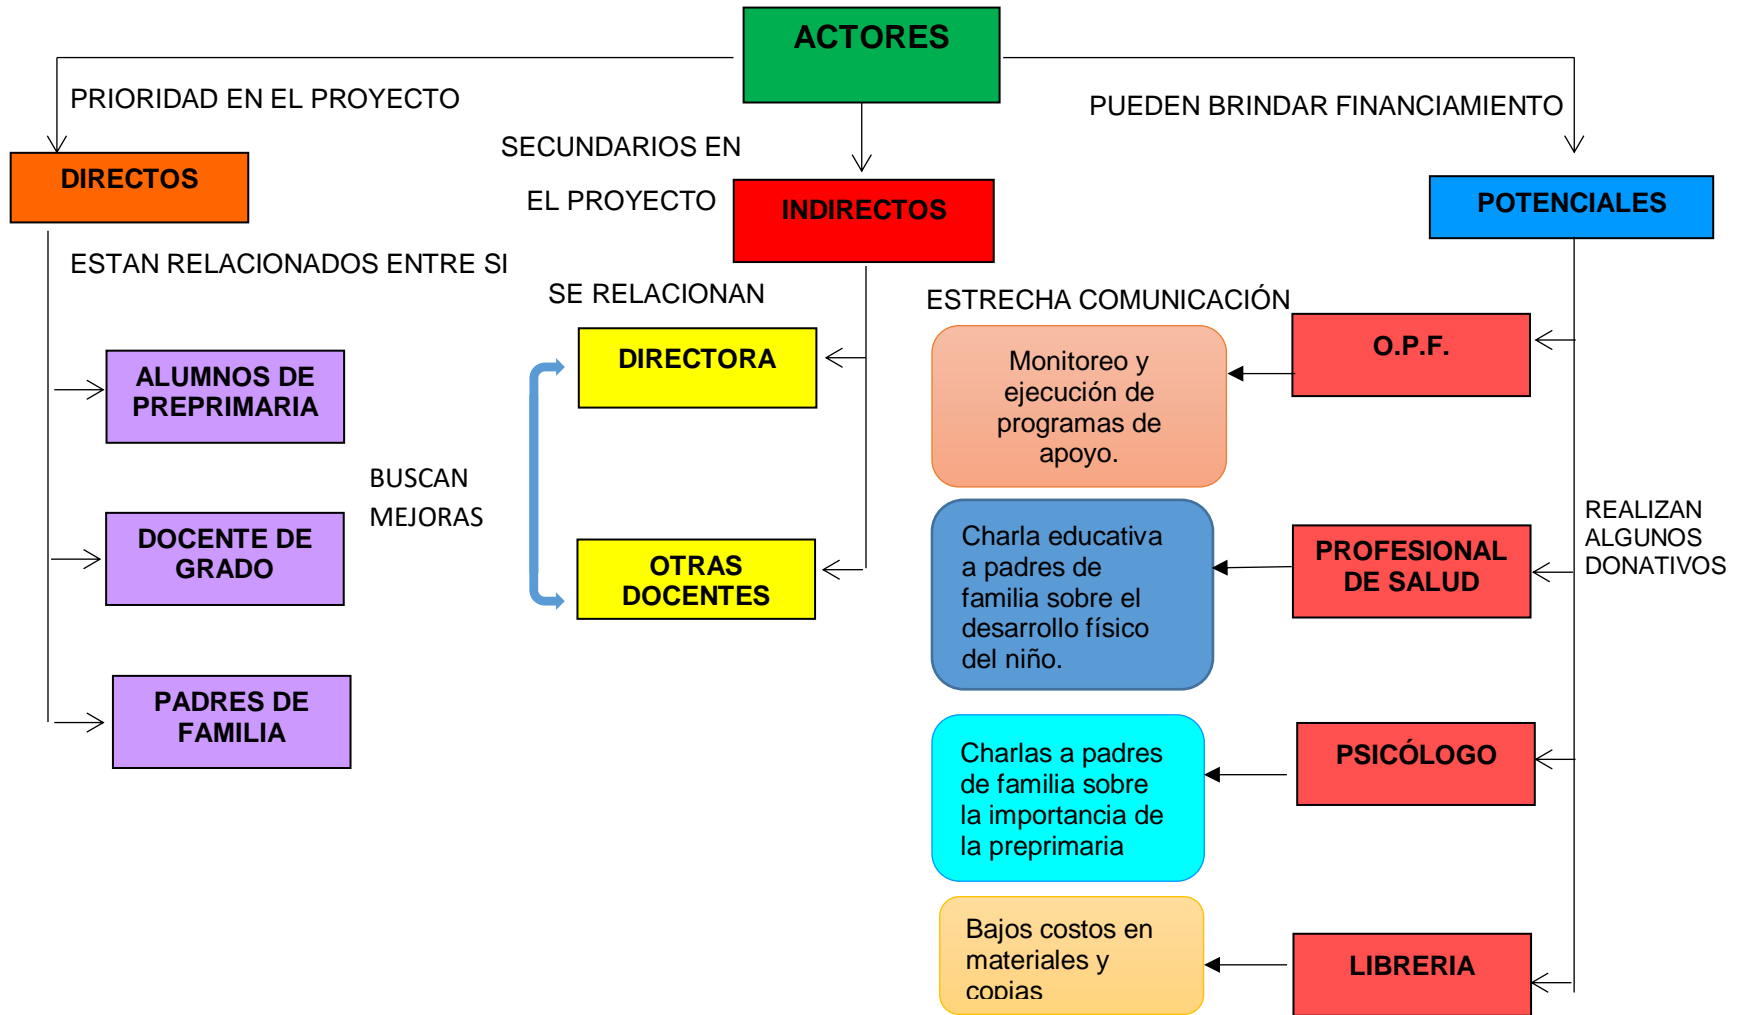 ACTORES
PRIORIDAD EN EL PROYECTO
PUEDEN BRINDAR FINANCIAMIENTO
SECUNDARIOS EN
EL PROYECTO
DIRECTOS
INDIRECTOS
POTENCIALES
ESTAN RELACIONADOS ENTRE SI
SE RELACIONAN
ESTRECHA COMUNICACIÓN
ALUMNOS DE
PREPRIMARIA
DOCENTE DE
GRADO
PADRES DE
FAMILIA
BUSCAN
MEJORAS
DIRECTORA
OTRAS
DOCENTES
Monitoreo y
ejecución de
programas de
apoyo.
O.P.F.
Charla educativa
a padres de
familia sobre el
desarrollo físico
del niño.
PROFESIONAL
DE SALUD
REALIZAN
ALGUNOS
DONATIVOS
Charlas a padres
de familia sobre
la importancia de
la preprimaria
PSICÓLOGO
Bajos costos en
materiales y
copias
LIBRERIA